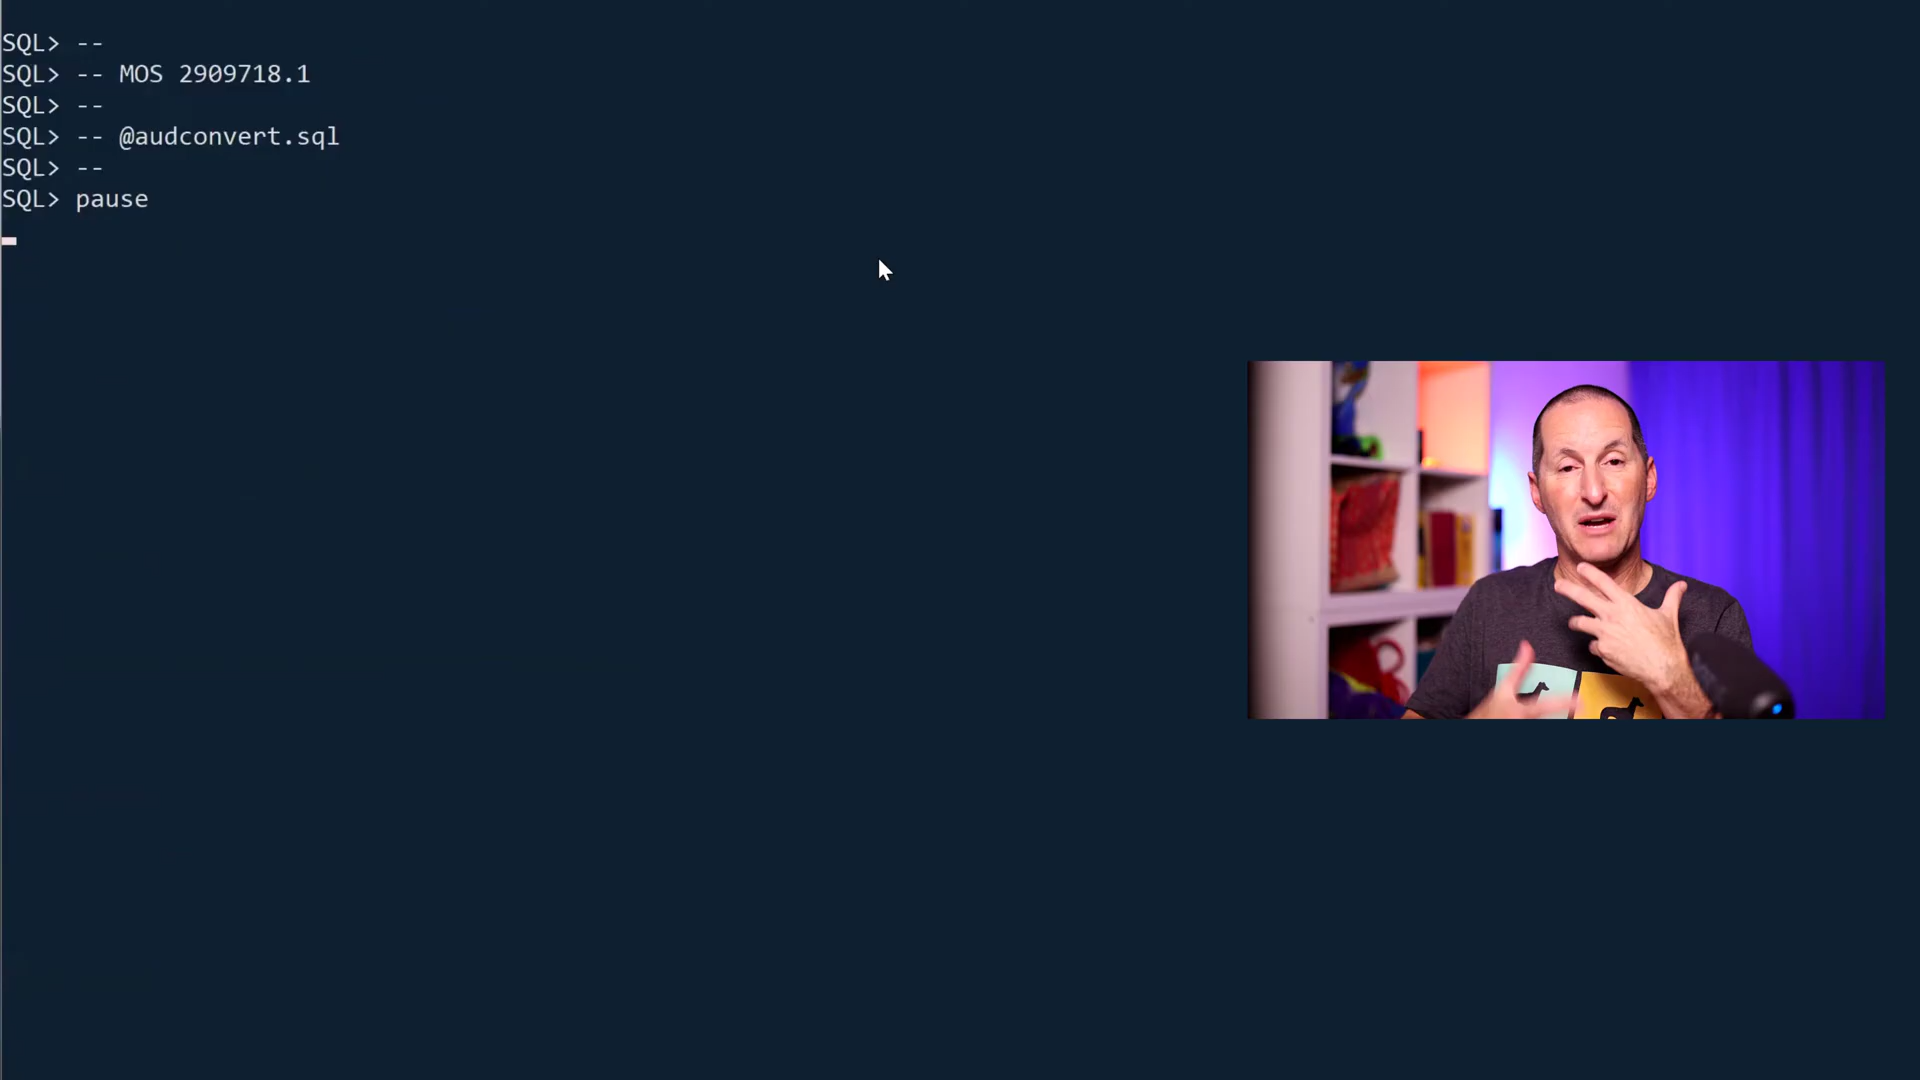 SQL> --
SQL> -- MOS 2909718.1
SQL> --
SQL> -- @audconvert.sql
SQL> --
SQL> pause